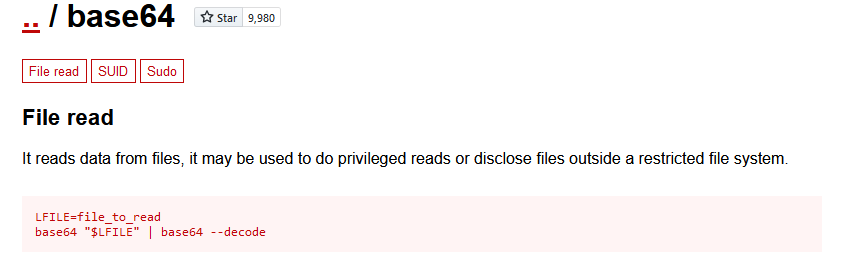 .. / base64 Star 9,980
File read SUID Sudo
File read
It reads data from files, it may be used to do privileged reads or disclose files outside a restricted file system.
LFILE=file_to_read
base64 "$LFILE" | base64 --decode